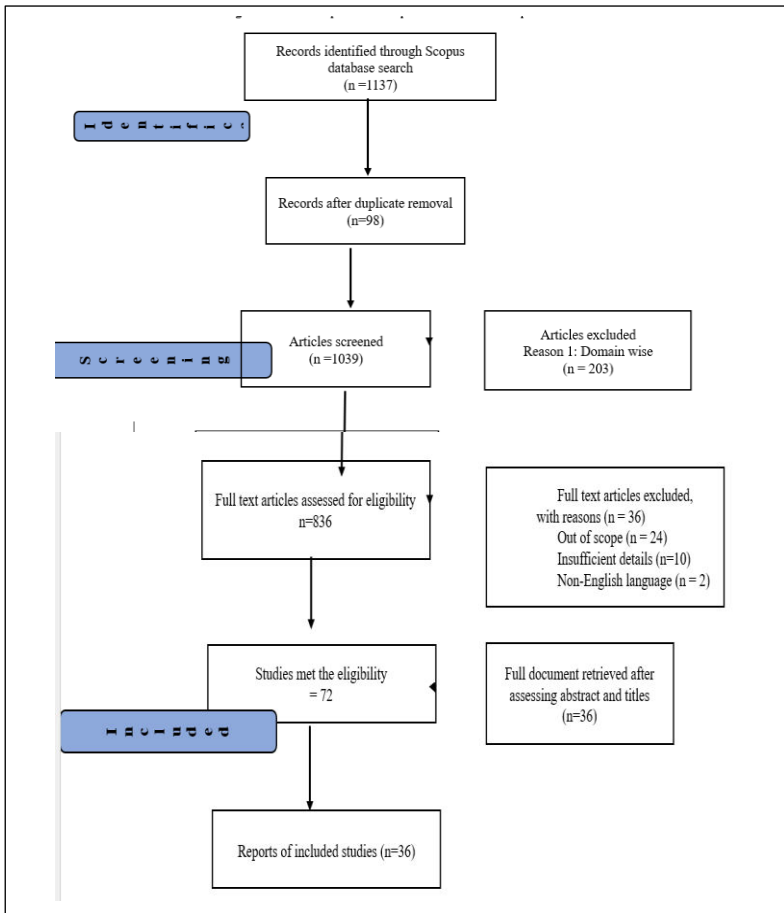 Records identified through Scopus
database search
(n =1137)
Identific
Records after duplicate removal
(n=98)
Articles screened
(n =1039)
Articles excluded
Reason 1: Domain wise
(n = 203)
Screening
Full text articles assessed for eligibility
n=836
Full text articles excluded,
with reasons (n = 36)
Out of scope (n = 24)
Insufficient details (n=10)
Non-English language (n = 2)
Studies met the eligibility
= 72
Full document retrieved after
assessing abstract and titles
(n=36)
Included
Reports of included studies (n=36)